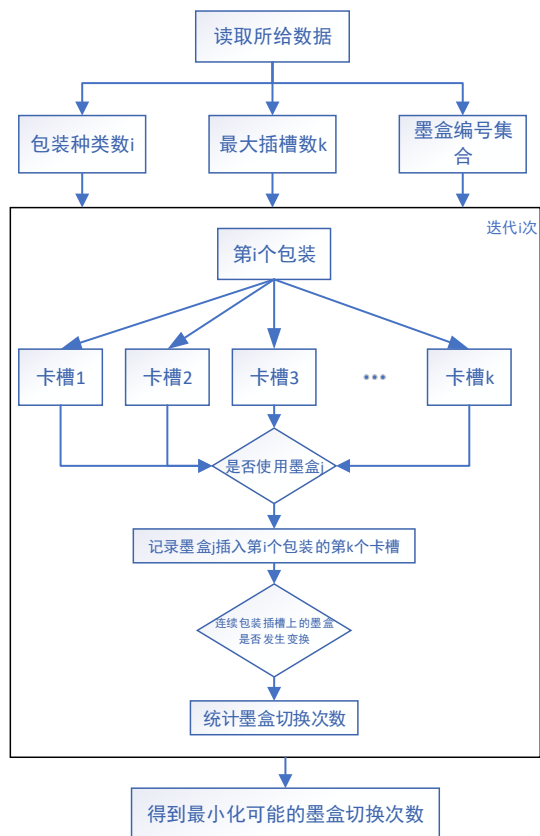 读取所给数据
包装种类数i
最大插槽数k
墨盒编号集
合
迭代i次
第i个包装
卡槽1
卡槽2
卡槽3
...
卡槽k
是否使用墨盒j
记录墨盒j插入第i个包装的第k个卡槽
连续包装插槽上的墨盒
是否发生变换
统计墨盒切换次数
得到最小化可能的墨盒切换次数